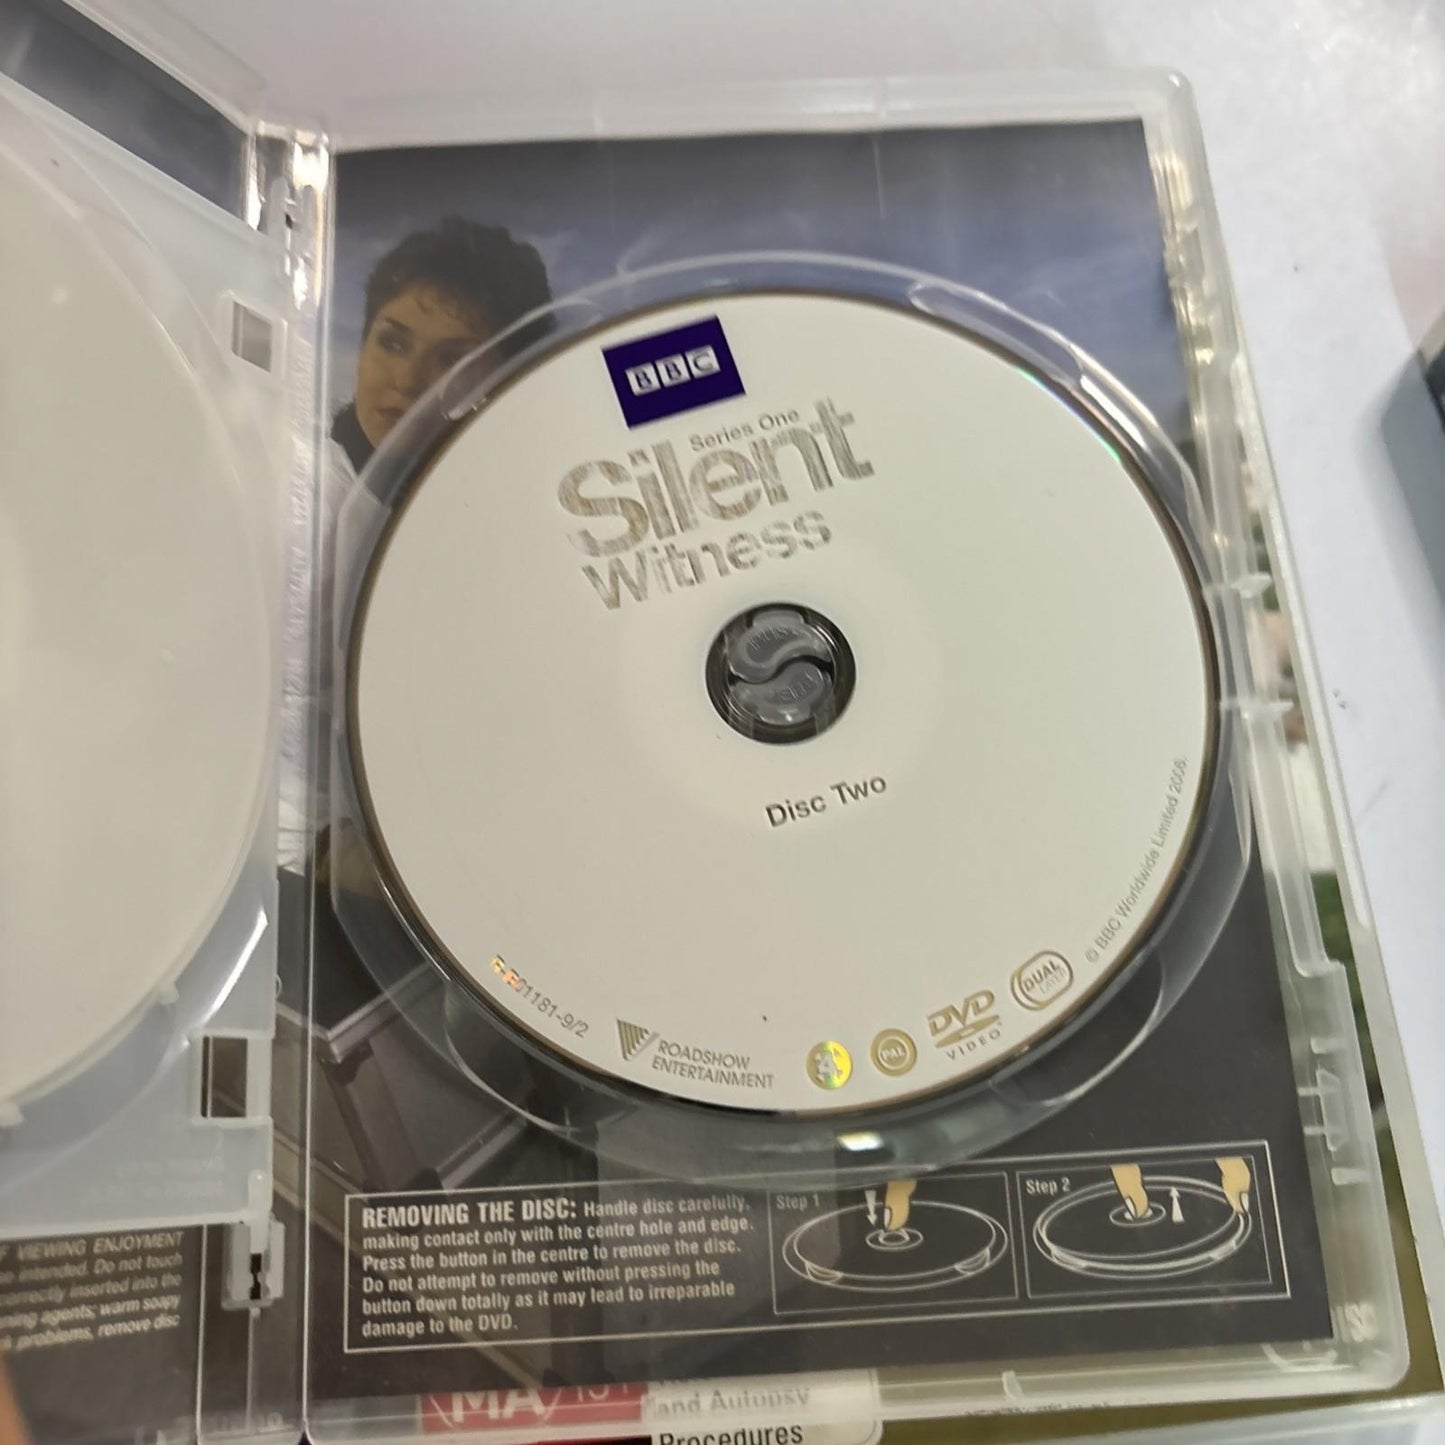 BBC
Series One
Silent
Witness
PUSH
Disc Two
© BBC Worldwide Limited 2006.
01181-9/2
ROADSHOW
ENTERTAINMENT
4
PAL
DVD
VIDEO
DUAL
LAYER
REMOVING THE DISC: Handle disc carefully,
making contact only with the centre hole and edge.
Press the button in the centre to remove the disc.
Do not attempt to remove without pressing the
button down totally as it may lead to irreparable
damage to the DVD.
Step 1
Step 2
VIEWING ENJOYMENT
intended. Do not touch
correctly inserted into the
agents; warm soapy
problems, remove disc
MA
and Autopsy
Procedures
DISC